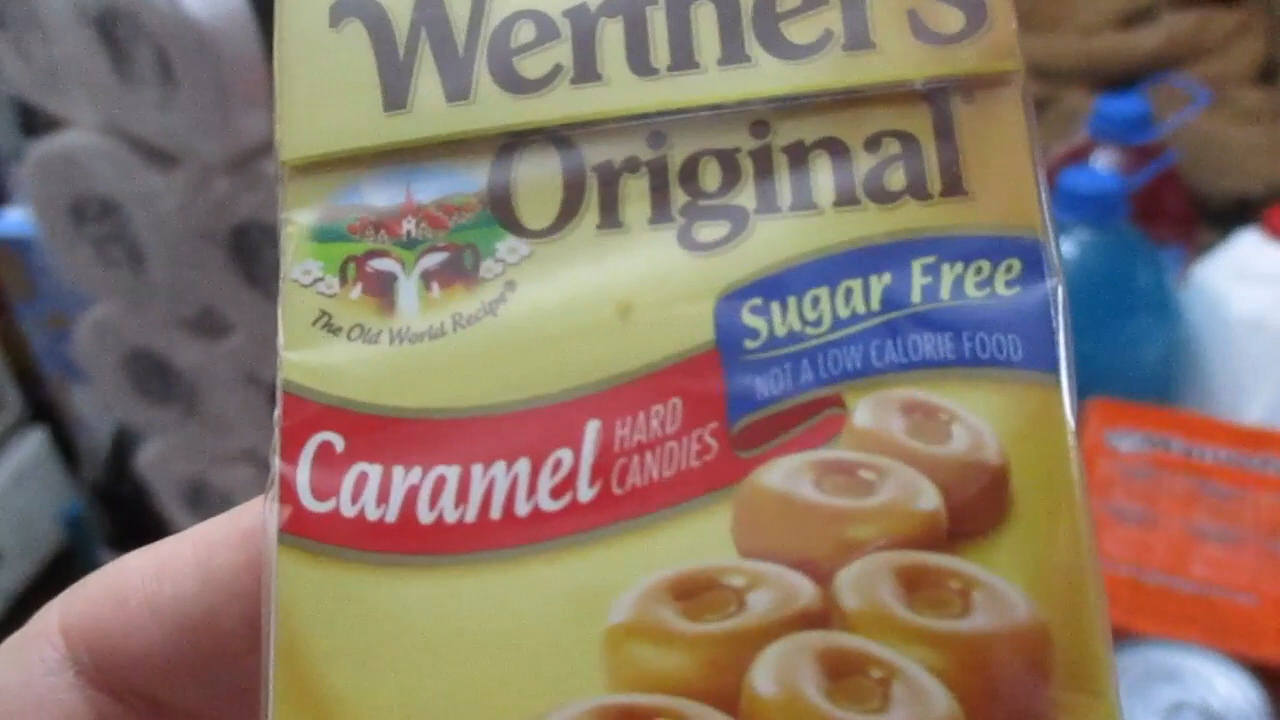 Werther's
Original
The Old World Recipe®
Sugar Free
NOT A LOW CALORIE FOOD
Caramel HARD
CANDIES